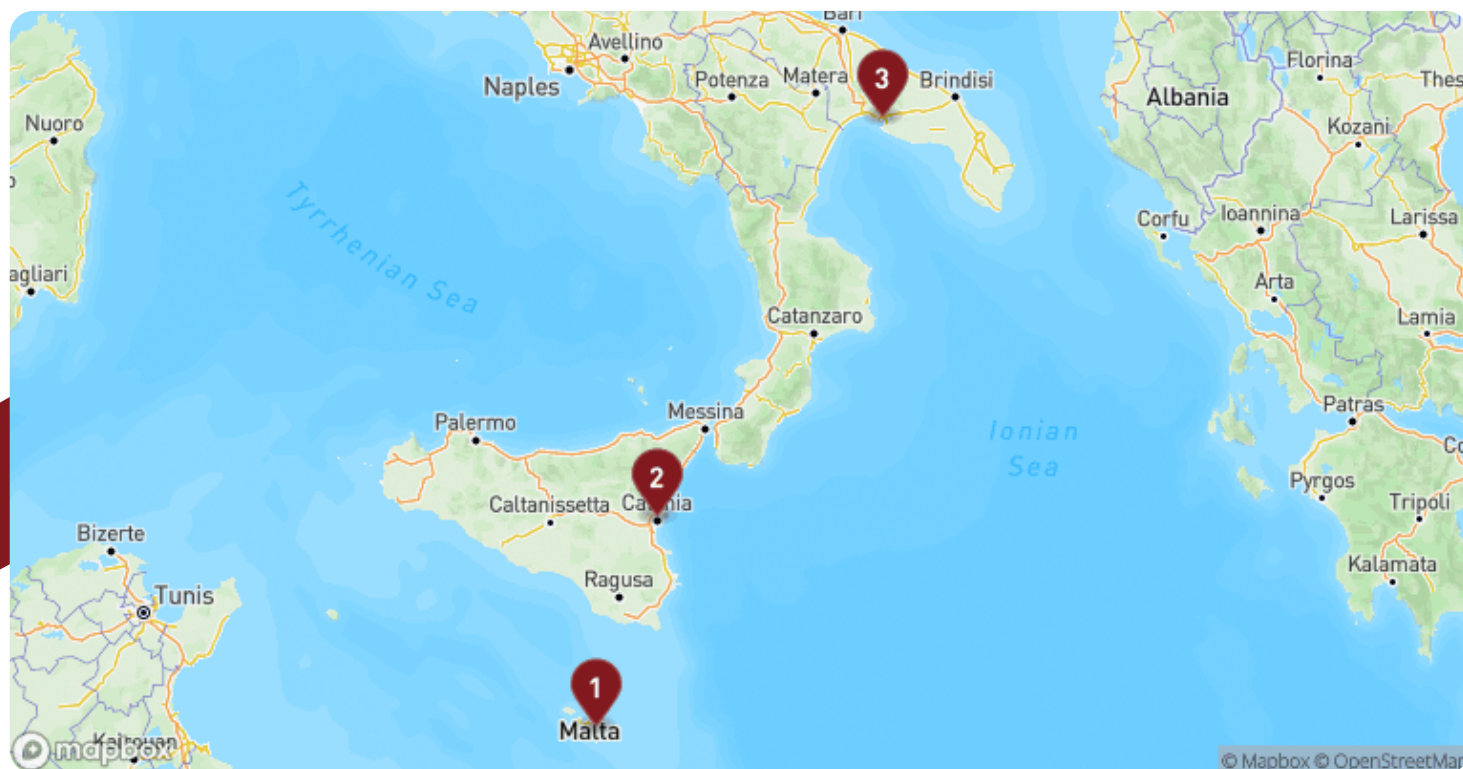 Bari
Avellino
Naples
Potenza
Matera
3
Brindisi
Albania
Florina
Thes
Kozani
Nuoro
Tyrrhenian Sea
Corfu
Ioannina
Larissa
agliari
Arta
Catanzaro
Lamia
Messina
Palermo
Patras
Ionian
Sea
2
Caltanissetta
Catania
Pyrgos
Tripoli
Bizerte
Ragusa
Kalamata
Tunis
1
Malta
Kairouan
mapbox
© Mapbox © OpenStreetMap